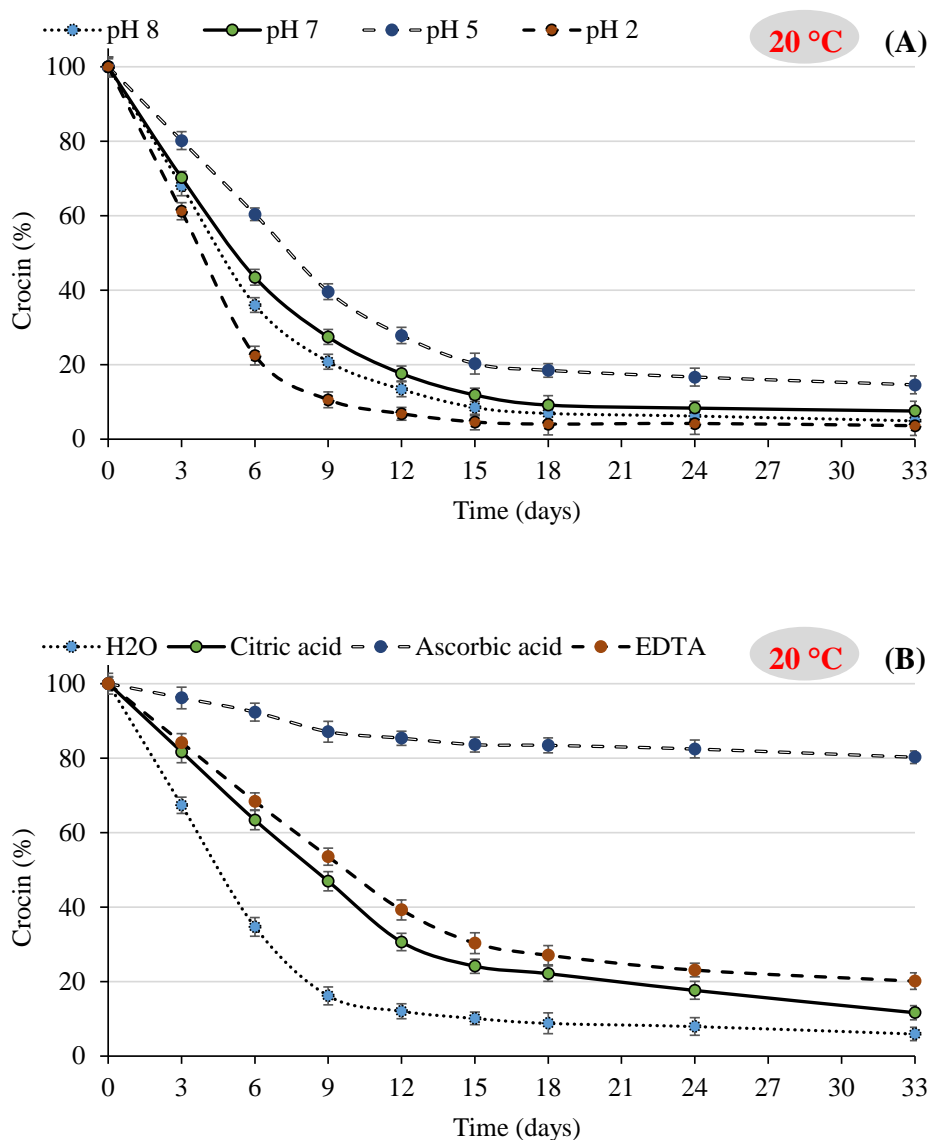 pH 8 pH 7 pH 5 pH 2 20 °C (A)
100
80
60
40
20
0
Crocin (%)
0 3 6 9 12 15 18 21 24 27 30 33
Time (days)
H2O Citric acid Ascorbic acid EDTA 20 °C (B)
100
80
60
40
20
0
Crocin (%)
0 3 6 9 12 15 18 21 24 27 30 33
Time (days)